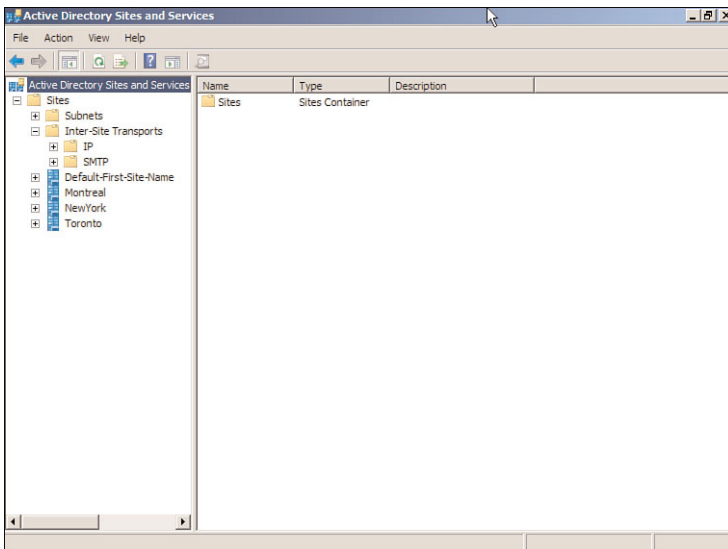 Active Directory Sites and Services
File Action View Help
Active Directory Sites and Services
Name Type Description
Sites
Sites Sites Container
Subnets
Inter-Site Transports
IP
SMTP
Default-First-Site-Name
Montreal
NewYork
Toronto